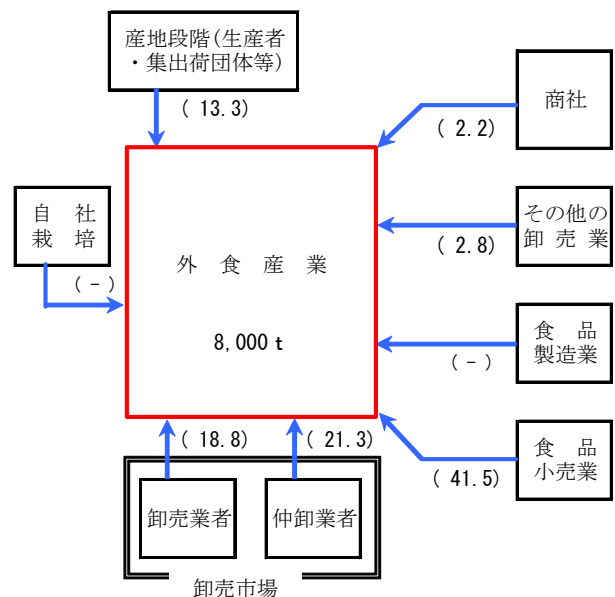 産地段階(生産者
・集出荷団体等)
( 13.3)
商社
( 2.2)
自 社
栽 培
( - )
その他の
卸 売 業
( 2.8)
外 食 産 業
8,000 t
食 品
製造業
( - )
( 18.8)
( 21.3)
食 品
小売業
( 41.5)
卸売業者
仲卸業者
卸売市場